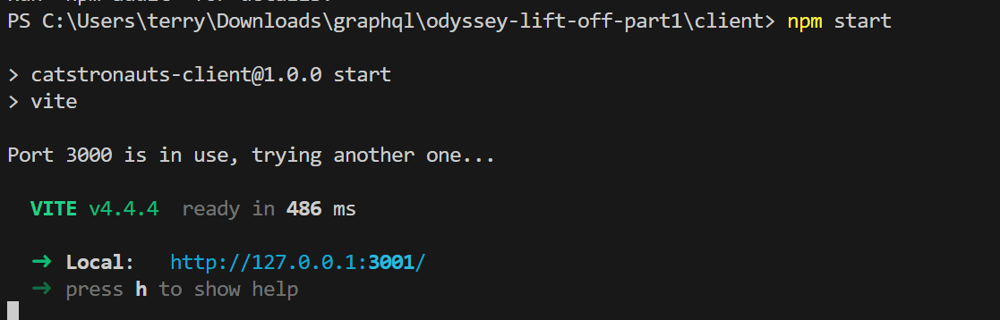 PS C:\Users\terry\Downloads\graphql\odyssey-lift-off-part1\client> npm start
> catstronauts-client@1.0.0 start
> vite
Port 3000 is in use, trying another one...
VITE v4.4.4 ready in 486 ms
➜ Local: http://127.0.0.1:3001/
➜ press h to show help